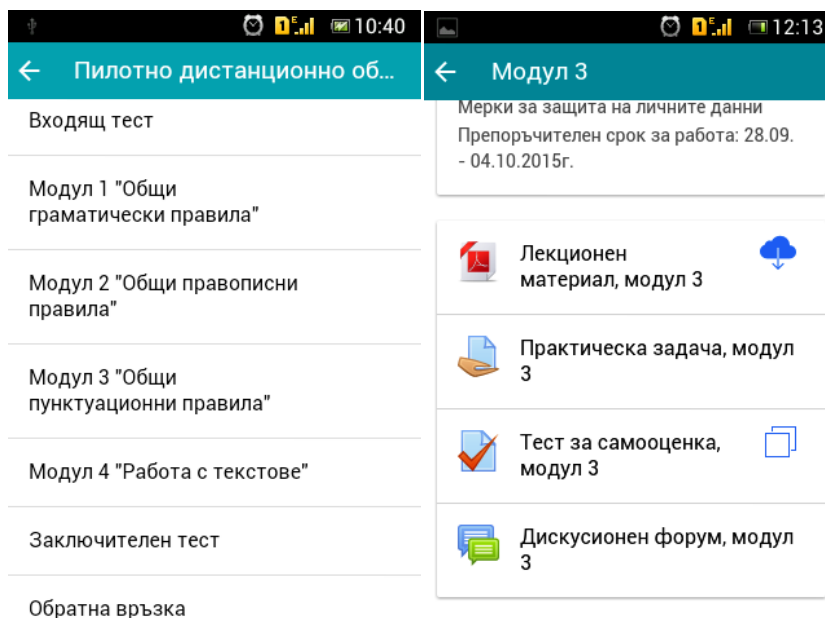 10:40
Пилотно дистанционно об...
Входящ тест
Модул 1 "Общи
граматически правила"
Модул 2 "Общи правописни
правила"
Модул 3 "Общи
пунктуационни правила"
Модул 4 "Работа с текстове"
Заключителен тест
Обратна връзка
12:13
Модул 3
Мерки за защита на личните данни
Препоръчителен срок за работа: 28.09.
- 04.10.2015г.
Лекционен
материал, модул 3
Практическа задача, модул
3
Тест за самооценка,
модул 3
Дискусионен форум, модул
3